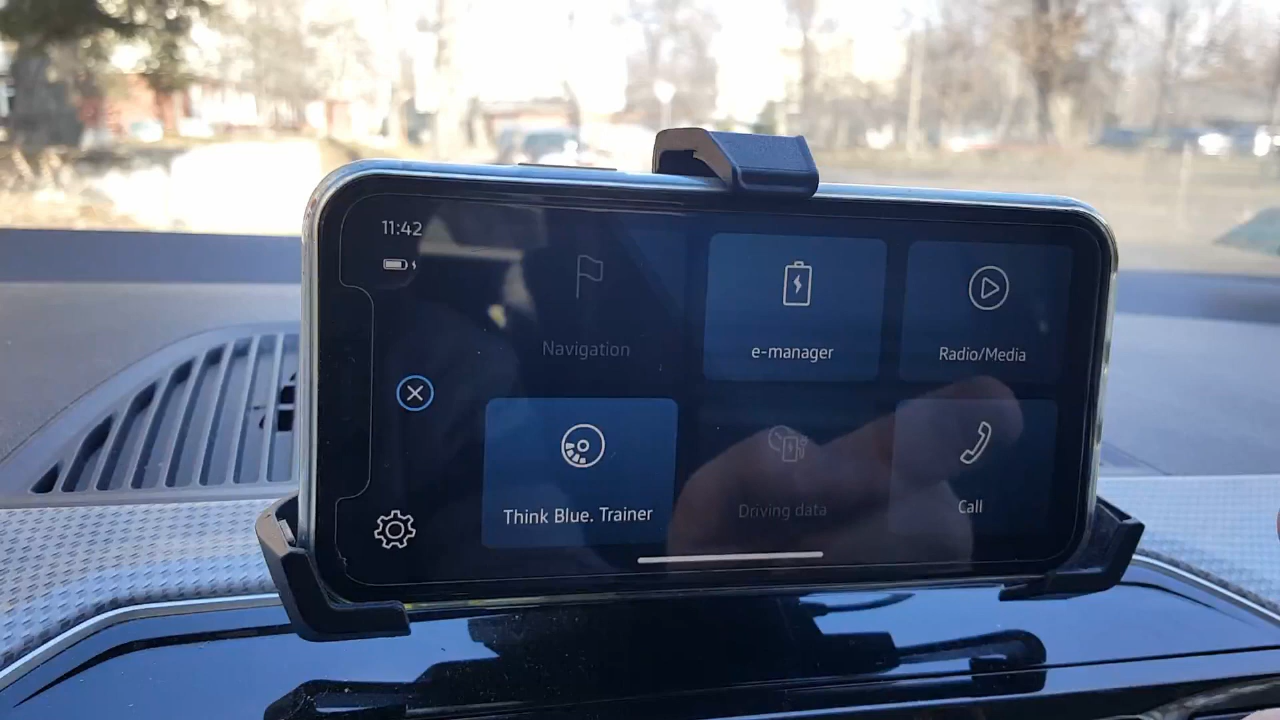 11:42
Navigation
e-manager
Radio/Media
Think Blue. Trainer
Driving data
Call